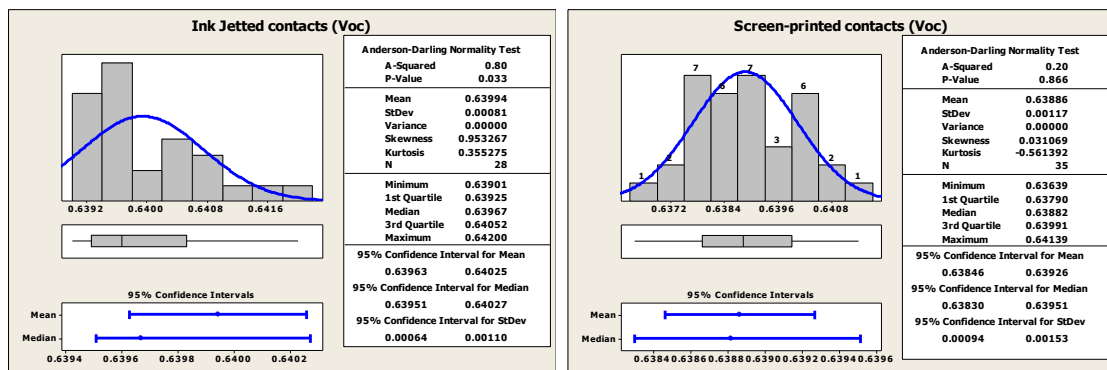 Ink Jetted contacts (Voc)
0.6392 0.6400 0.6408 0.6416
95% Confidence Intervals
Mean
Median
0.6394 0.6396 0.6398 0.6400 0.6402
Anderson-Darling Normality Test
A-Squared 0.80
P-Value 0.033
Mean 0.63994
StDev 0.00081
Variance 0.00000
Skewness 0.953267
Kurtosis 0.355275
N 28
Minimum 0.63901
1st Quartile 0.63925
Median 0.63967
3rd Quartile 0.64052
Maximum 0.64200
95% Confidence Interval for Mean
0.63963 0.64025
95% Confidence Interval for Median
0.63951 0.64027
95% Confidence Interval for StDev
0.00064 0.00110
Screen-printed contacts (Voc)
1 2 7 6 7 3 6 2 1
0.6372 0.6384 0.6396 0.6408
95% Confidence Intervals
Mean
Median
0.6384 0.6386 0.6388 0.6390 0.6392 0.6394 0.6396
Anderson-Darling Normality Test
A-Squared 0.20
P-Value 0.866
Mean 0.63886
StDev 0.00117
Variance 0.00000
Skewness 0.031069
Kurtosis -0.561392
N 35
Minimum 0.63639
1st Quartile 0.63790
Median 0.63882
3rd Quartile 0.63991
Maximum 0.64139
95% Confidence Interval for Mean
0.63846 0.63926
95% Confidence Interval for Median
0.63830 0.63951
95% Confidence Interval for StDev
0.00094 0.00153